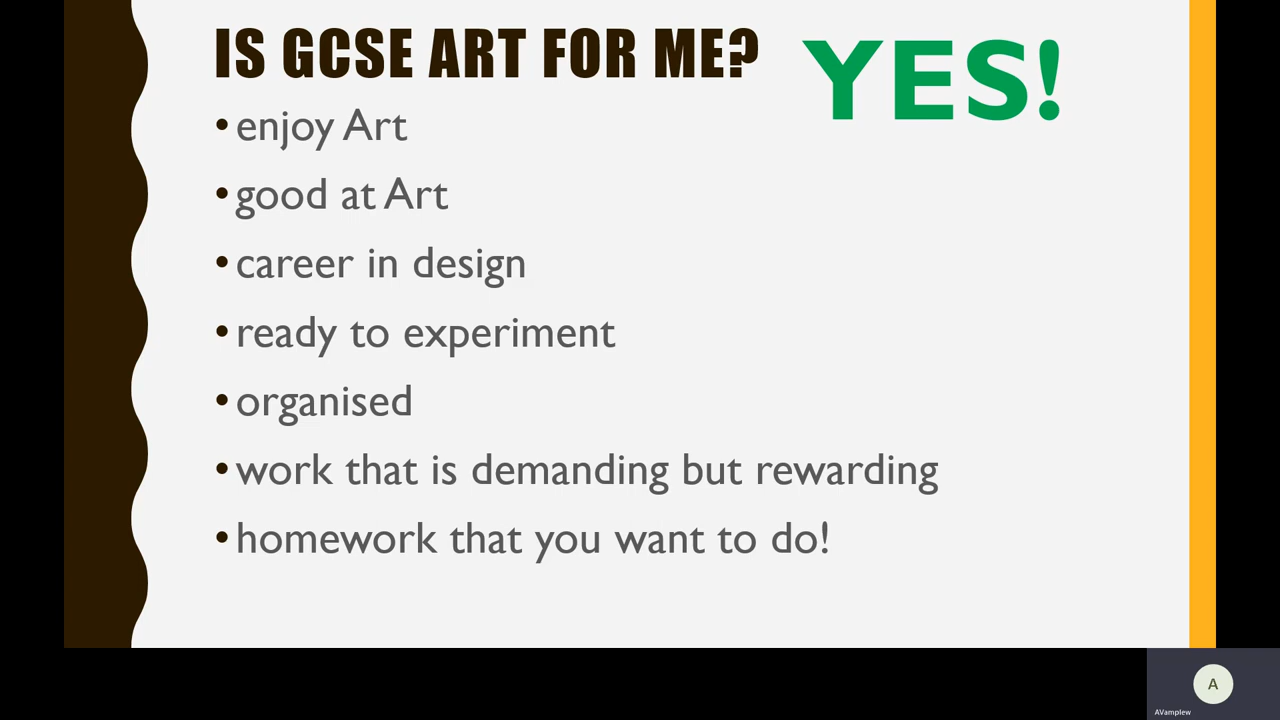 IS GCSE ART FOR ME? YES!
•enjoy Art
•good at Art
•career in design
•ready to experiment
•organised
•work that is demanding but rewarding
•homework that you want to do!
A
AVamplew